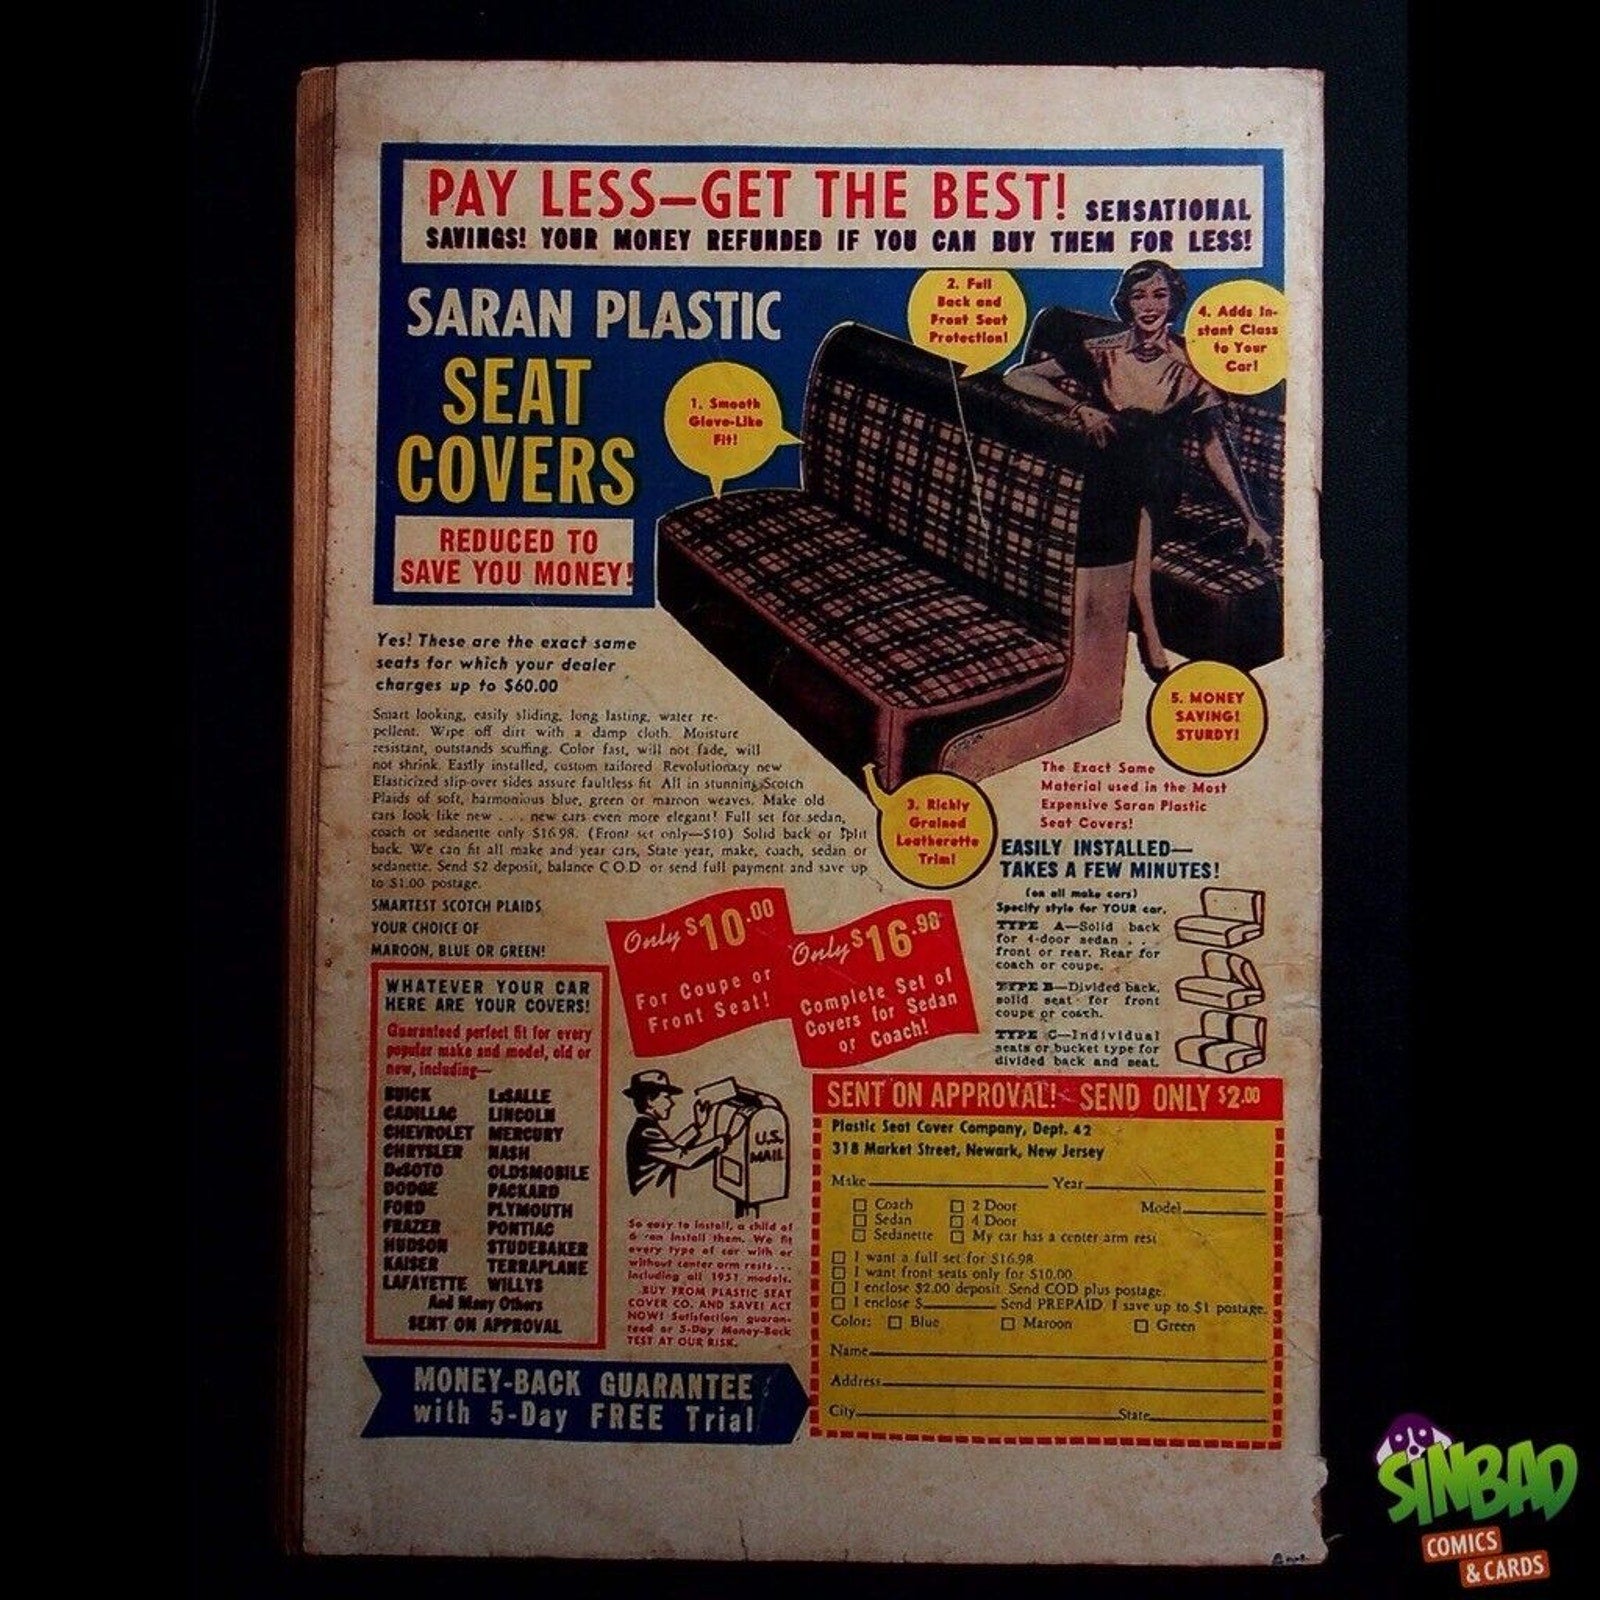 PAY LESS—GET THE BEST! SENSATIONAL
SAVINGS! YOUR MONEY REFUNDED IF YOU CAN BUY THEM FOR LESS!
SARAN PLASTIC
SEAT
COVERS
REDUCED TO
SAVE YOU MONEY!
1. Smooth
Glove-Like
Fit!
2. Full
Back and
Front Seat
Protection!
4. Adds In-
stant Class
to Your
Car!
5. MONEY
SAVING!
STURDY!
3. Richly
Grained
Leatherette
Trim!
Yes! These are the exact same
seats for which your dealer
charges up to $60.00
Smart looking, easily sliding, long lasting, water re-
pellent. Wipe off dirt with a damp cloth. Moisture
resistant, outstands scuffing. Color fast, will not fade, will
not shrink. Easily installed, custom tailored Revolutionary new
Elasticized slip-over sides assure faultless fit All in stunning Scotch
Plaids of soft, harmonious blue, green or maroon weaves. Make old
cars look like new . . . new cars even more elegant! Full set for sedan,
coach or sedanette only $16.98. (Front set only—$10) Solid back or Split
back. We can fit all make and year cars, State year, make, coach, sedan or
sedanette. Send $2 deposit, balance C.O.D or send full payment and save up
to $1.00 postage.
SMARTEST SCOTCH PLAIDS
YOUR CHOICE OF
MAROON, BLUE OR GREEN!
The Exact Same
Material used in the Most
Expensive Saran Plastic
Seat Covers!
EASILY INSTALLED—
TAKES A FEW MINUTES!
(on all make cars)
Specify style for YOUR car.
TYPE A—Solid back
for 4-door sedan . . .
front or rear. Rear for
coach or coupe.
TYPE B—Divided back,
solid seat for front
coupe or coach.
TYPE C—Individual
seats or bucket type for
divided back and seat.
Only $10.00
For Coupe or
Front Seat!
Only $16.98
Complete Set of
Covers for Sedan
or Coach!
WHATEVER YOUR CAR
HERE ARE YOUR COVERS!
Guaranteed perfect fit for every
popular make and model, old or
new, including—
BUICK
CADILLAC
CHEVROLET
CHRYSLER
DeSOTO
DODGE
FORD
FRAZER
HUDSON
KAISER
LAFAYETTE
LaSALLE
LINCOLN
MERCURY
NASH
OLDSMOBILE
PACKARD
PLYMOUTH
PONTIAC
STUDEBAKER
TERRAPLANE
WILLYS
And Many Others
SENT ON APPROVAL
U.S.
MAIL
So easy to install, a child of
6 can install them. We fit
every type of car with or
without center arm rests...
including all 1951 models.
BUY FROM PLASTIC SEAT
COVER CO. AND SAVE! ACT
NOW! Satisfaction guaran-
teed or 5-Day Money-Back
TEST AT OUR RISK.
MONEY-BACK GUARANTEE
with 5-Day FREE Trial
SENT ON APPROVAL! SEND ONLY $2.00
Plastic Seat Cover Company, Dept. 42
318 Market Street, Newark, New Jersey
Make Year
Coach 2 Door Model
Sedan 4 Door
Sedanette My car has a center arm rest
I want a full set for $16.98
I want front seats only for $10.00
I enclose $2.00 deposit. Send COD plus postage.
I enclose $ Send PREPAID. I save up to $1 postage.
Color: Blue Maroon Green
Name
Address
City State
SINBAD
COMICS
& CARDS